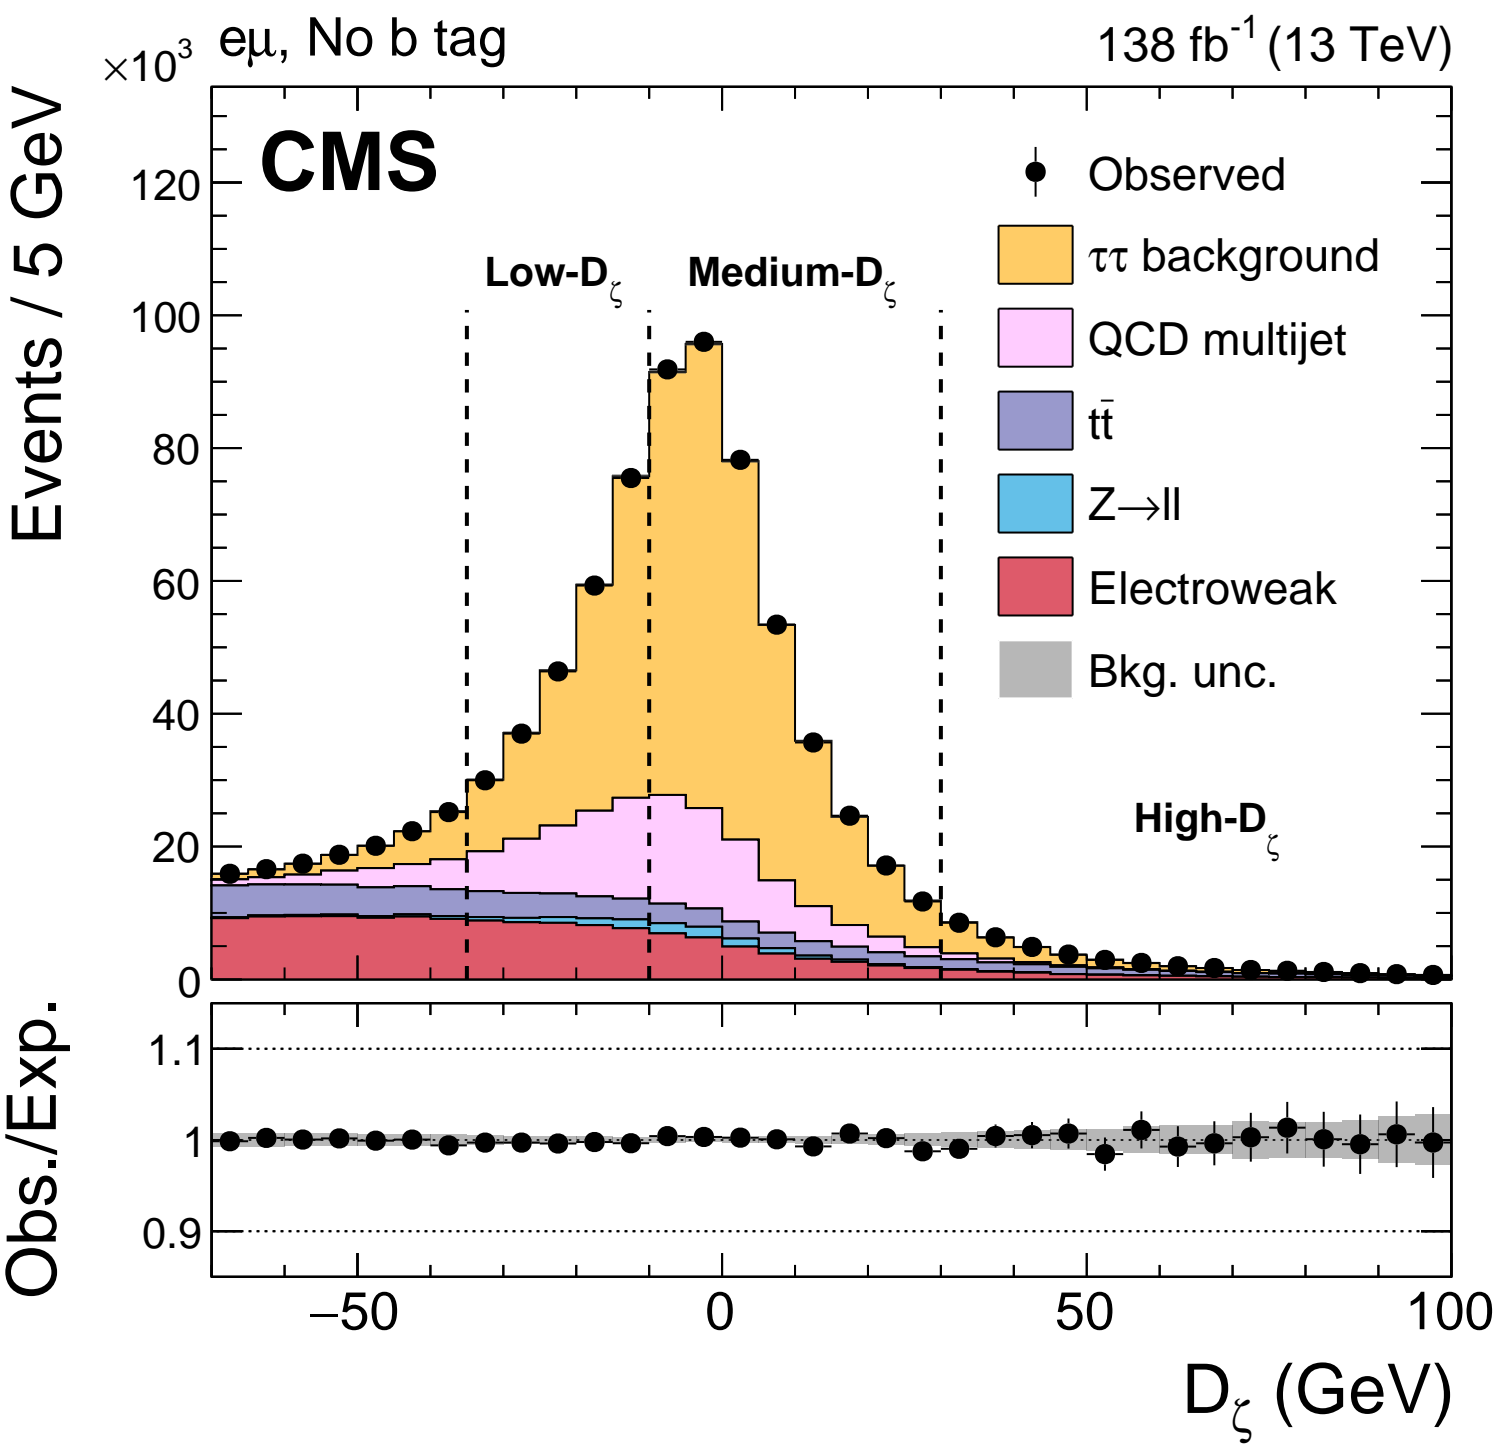 ×10³ eμ, No b tag 138 fb⁻¹ (13 TeV)
CMS
Events / 5 GeV
120
100
80
60
40
20
0
Low-Dζ
Medium-Dζ
High-Dζ
Observed
ττ background
QCD multijet
tt̄
Z→ll
Electroweak
Bkg. unc.
Obs./Exp.
1.1
1
0.9
−50 0 50 100
Dζ (GeV)